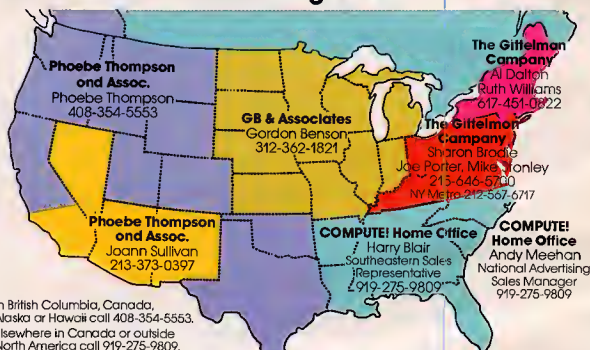 Phoebe Thompson
and Assoc.
Phoebe Thompson
408-354-5553
GB & Associates
Gordon Benson
312-362-1821
The Gittelman
Company
Al Dalton
Ruth Williams
617-451-0822
The Gittelmon
Company
Sharon Brodie
Joe Porter, Mike onley
215-646-5700
NY Metro 212-567-6717
Phoebe Thompson
and Assoc.
Joann Sullivan
213-373-0397
COMPUTE! Home Office
Harry Blair
Southeastern Sales
Representative
919-275-9809
COMPUTE!
Home Office
Andy Meehan
National Advertising
Sales Manager
919-275-9809
n British Columbia, Canada,
laska or Hawaii call 408-354-5553.
lsewhere in Canada or outside
North America call 919-275-9809.